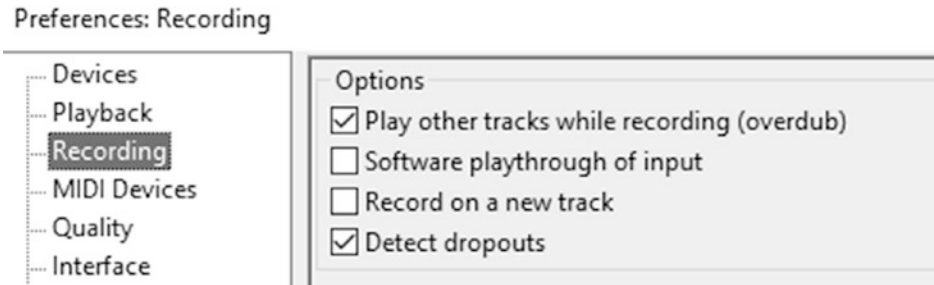 Preferences: Recording
Devices
Playback
Recording
MIDI Devices
Quality
Interface
Options
Play other tracks while recording (overdub)
Software playthrough of input
Record on a new track
Detect dropouts